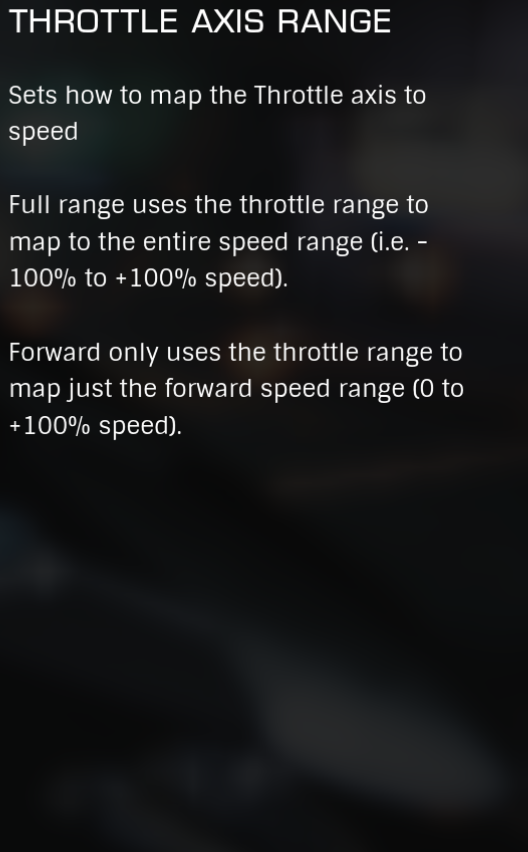 THROTTLE AXIS RANGE
Sets how to map the Throttle axis to
speed
Full range uses the throttle range to
map to the entire speed range (i.e. -
100% to +100% speed).
Forward only uses the throttle range to
map just the forward speed range (0 to
+100% speed).